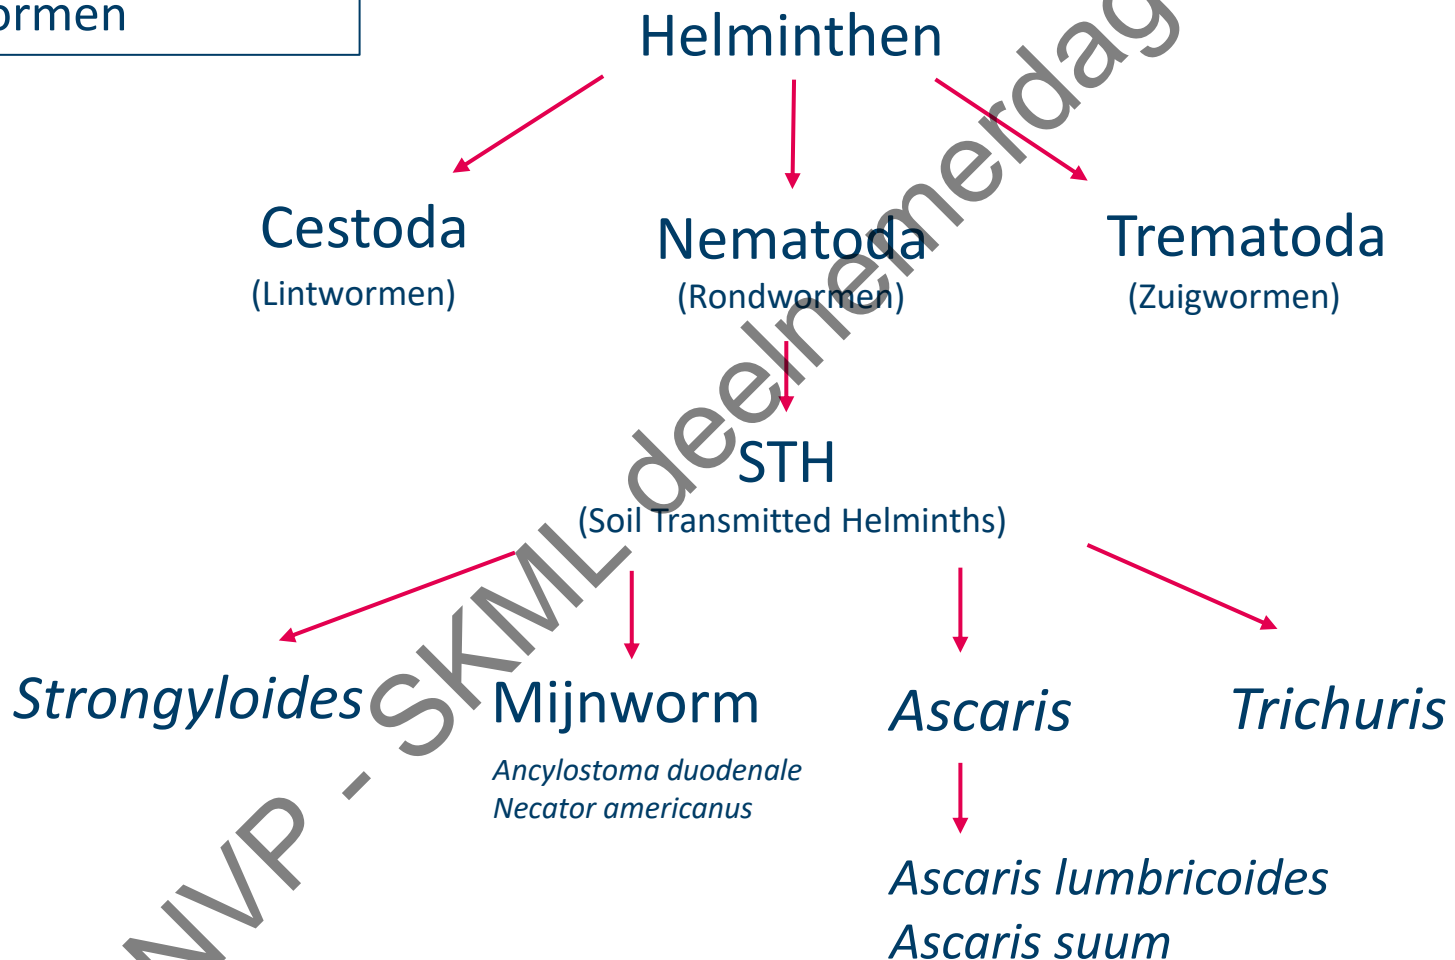 ormen
Helminthen
Cestoda
(Lintwormen)
Nematoda
(Rondwormen)
Trematoda
(Zuigwormen)
STH
(Soil Transmitted Helminths)
Strongyloides
Mijnworm
Ancylostoma duodenale
Necator americanus
Ascaris
Trichuris
Ascaris lumbricoides
Ascaris suum
NVP - SKML deelnemerdag